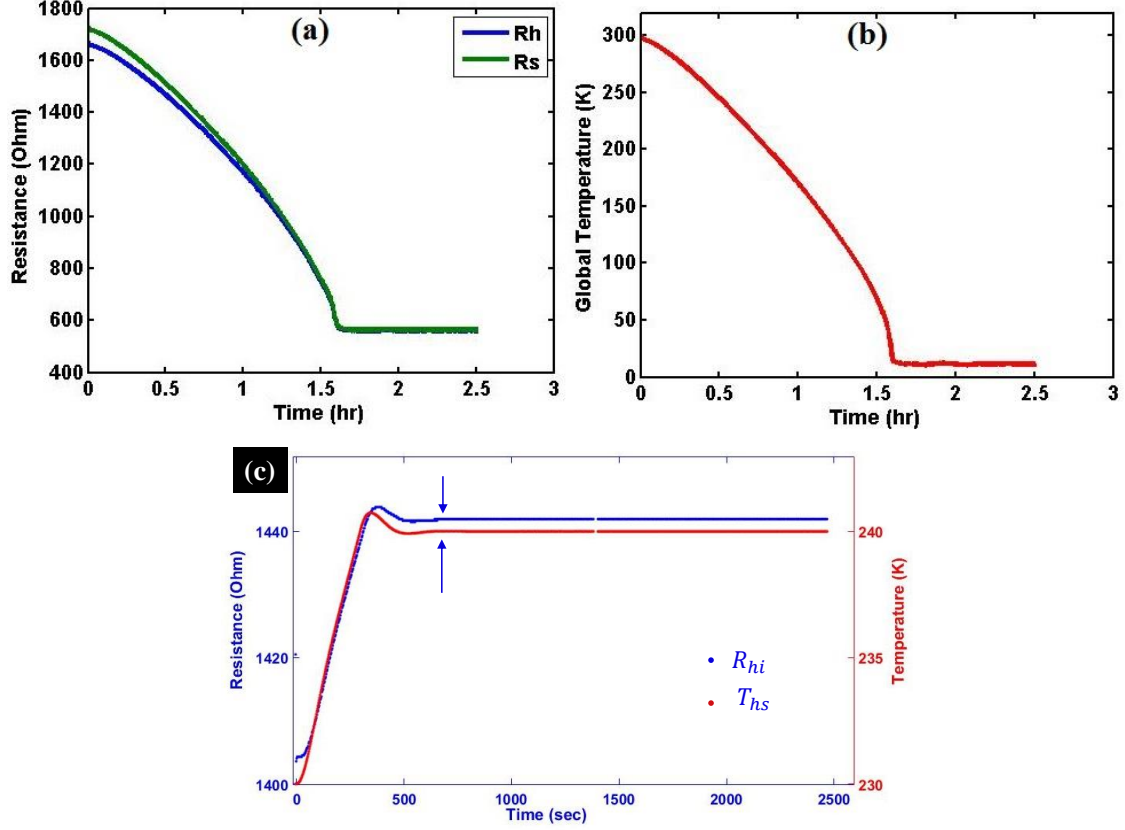 (a)
Rh
Rs
1800
1600
1400
1200
1000
800
600
400
Resistance (Ohm)
0
0.5
1
1.5
2
2.5
3
Time (hr)
(b)
300
250
200
150
100
50
0
Global Temperature (K)
0
0.5
1
1.5
2
2.5
3
Time (hr)
(c)
1440
1420
1400
Resistance (Ohm)
240
235
230
Temperature (K)
R_hi
T_hs
0
500
1000
1500
2000
2500
Time (sec)